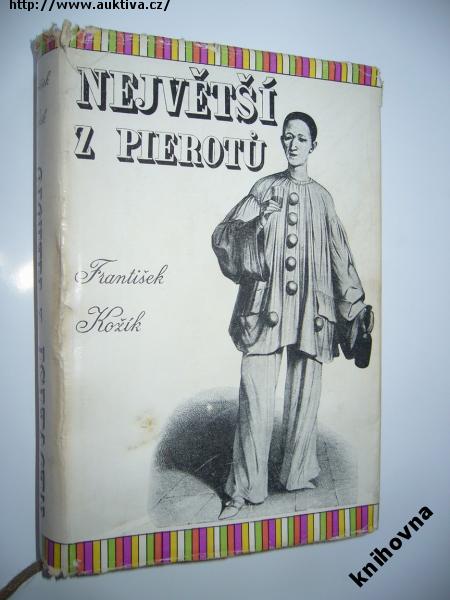 http://www.auktiva.cz/
NEJVĚTŠÍ
Z PIEROTŮ
František
Kožík
knihovna